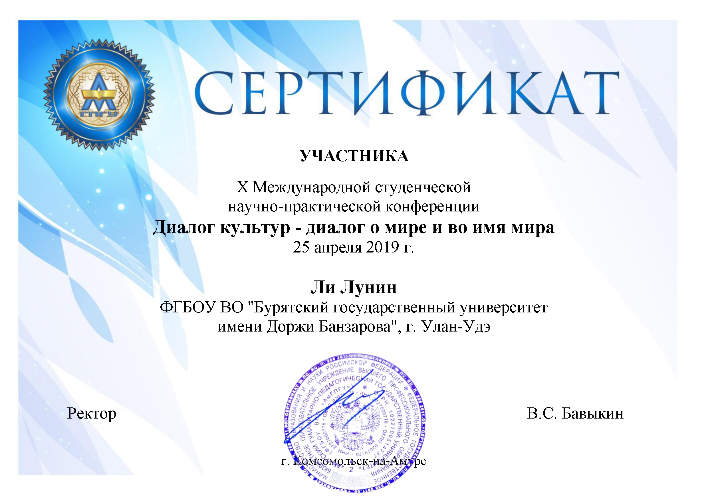 СЕРТИФИКАТ
УЧАСТНИКА
X Международной студенческой
научно-практической конференции
Диалог культур - диалог о мире и во имя мира
25 апреля 2019 г.
Ли Лунин
ФГБОУ ВО "Бурятский государственный университет
имени Доржи Банзарова", г. Улан-Удэ
Ректор
В.С. Бавыкин
г. Комсомольск-на-Амуре